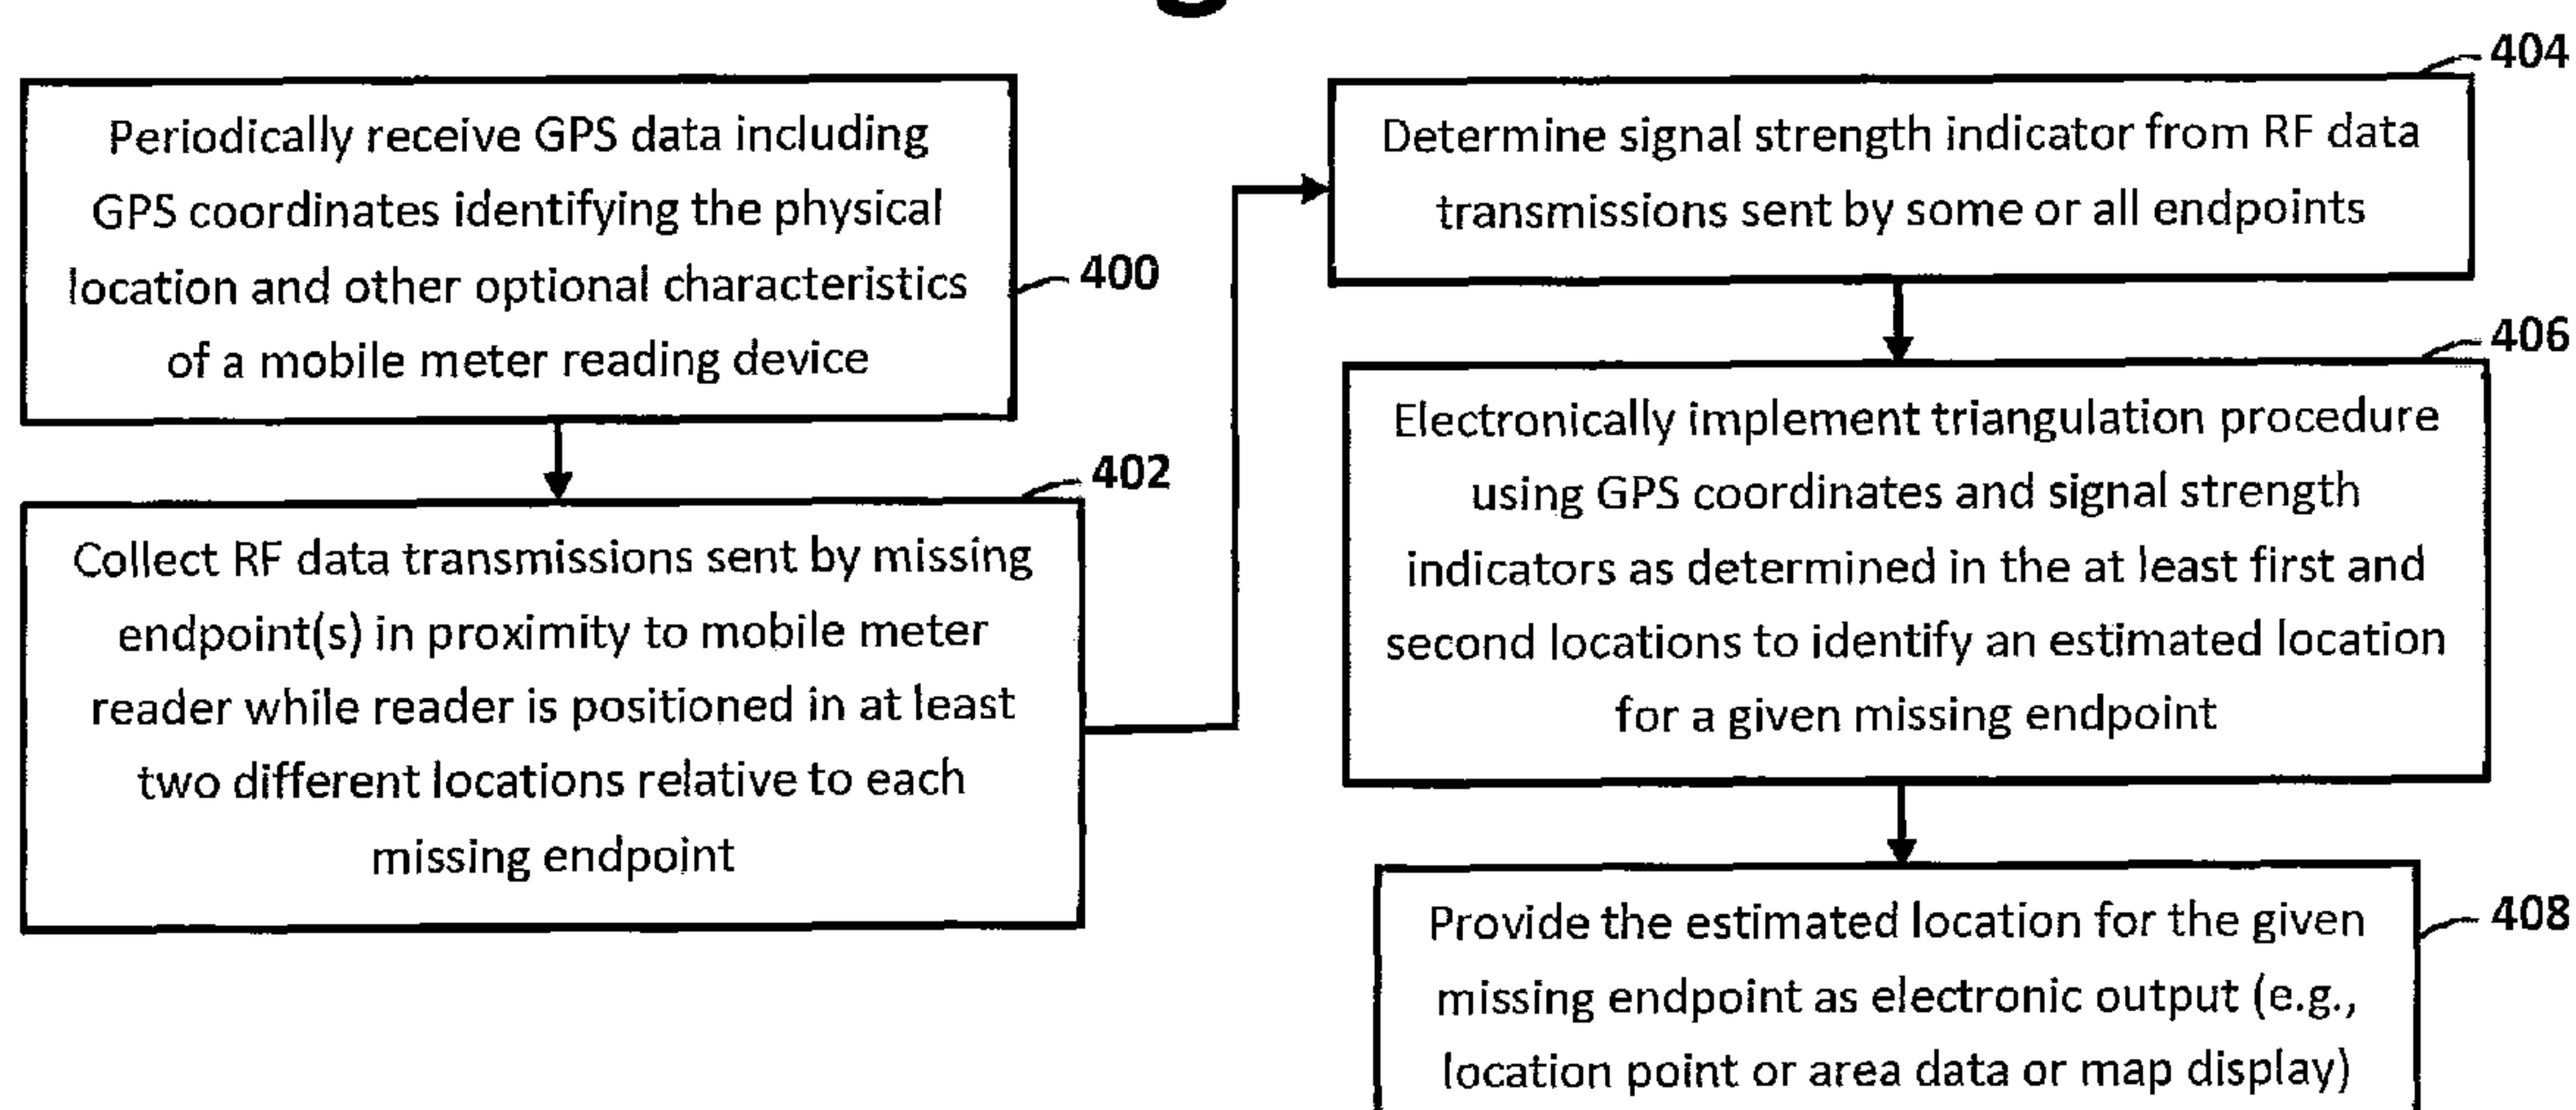 Periodically receive GPS data including
GPS coordinates identifying the physical
location and other optional characteristics
of a mobile meter reading device
400
402
Collect RF data transmissions sent by missing
endpoint(s) in proximity to mobile meter
reader while reader is positioned in at least
two different locations relative to each
missing endpoint
404
Determine signal strength indicator from RF data
transmissions sent by some or all endpoints
406
Electronically implement triangulation procedure
using GPS coordinates and signal strength
indicators as determined in the at least first and
second locations to identify an estimated location
for a given missing endpoint
408
Provide the estimated location for the given
missing endpoint as electronic output (e.g.,
location point or area data or map display)